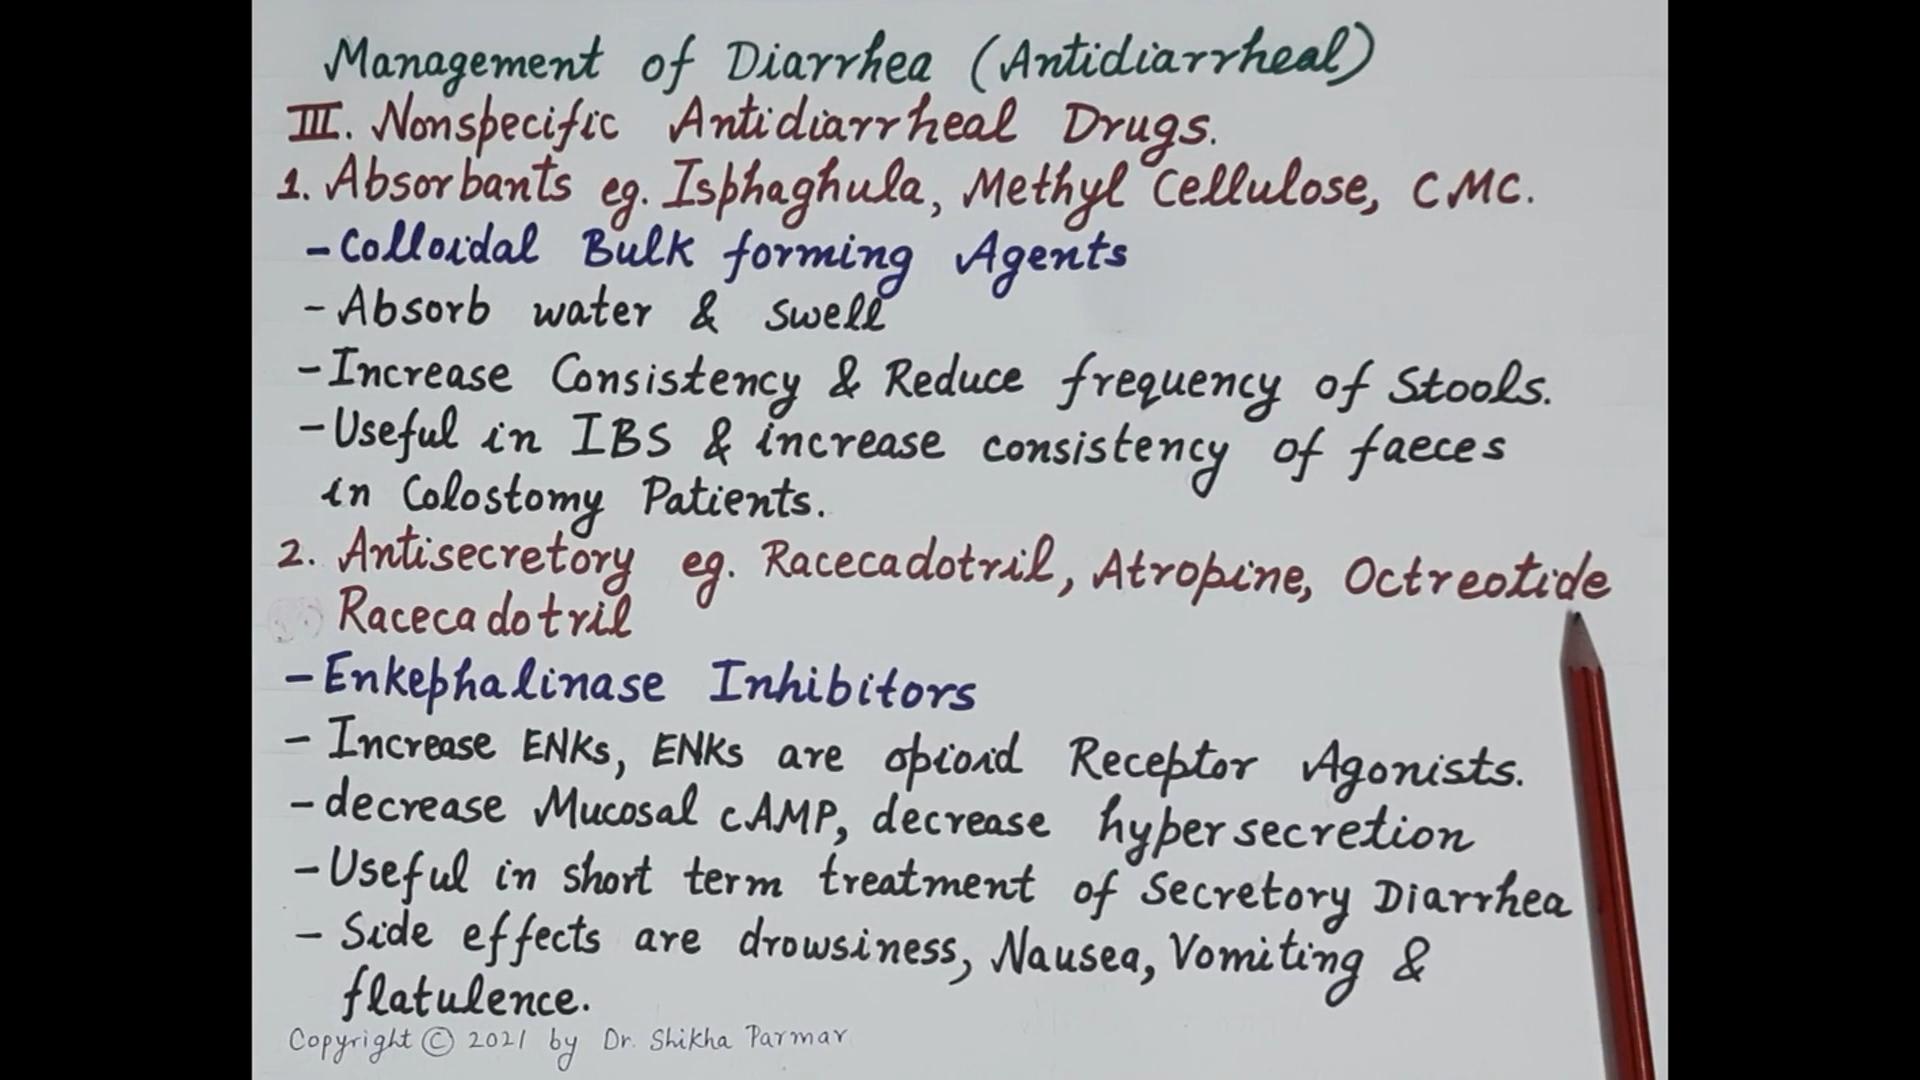 Management of Diarrhea (Antidiarrheal)
III. Nonspecific Antidiarrheal Drugs.
1. Absorbants eg. Isphaghula, Methyl Cellulose, CMC.
- Colloidal Bulk forming Agents
- Absorb water & swell
- Increase Consistency & Reduce frequency of Stools.
- Useful in IBS & increase consistency of faeces
in Colostomy Patients.
2. Antisecretory eg. Racecadotril, Atropine, Octreotide
Racecadotril
- Enkephalinase Inhibitors
- Increase ENKs, ENKs are opioid Receptor Agonists.
- decrease Mucosal cAMP, decrease hypersecretion
- Useful in short term treatment of Secretory Diarrhea
- Side effects are drowsiness, Nausea, Vomiting &
flatulence.
Copyright © 2021 by Dr. Shikha Parmar